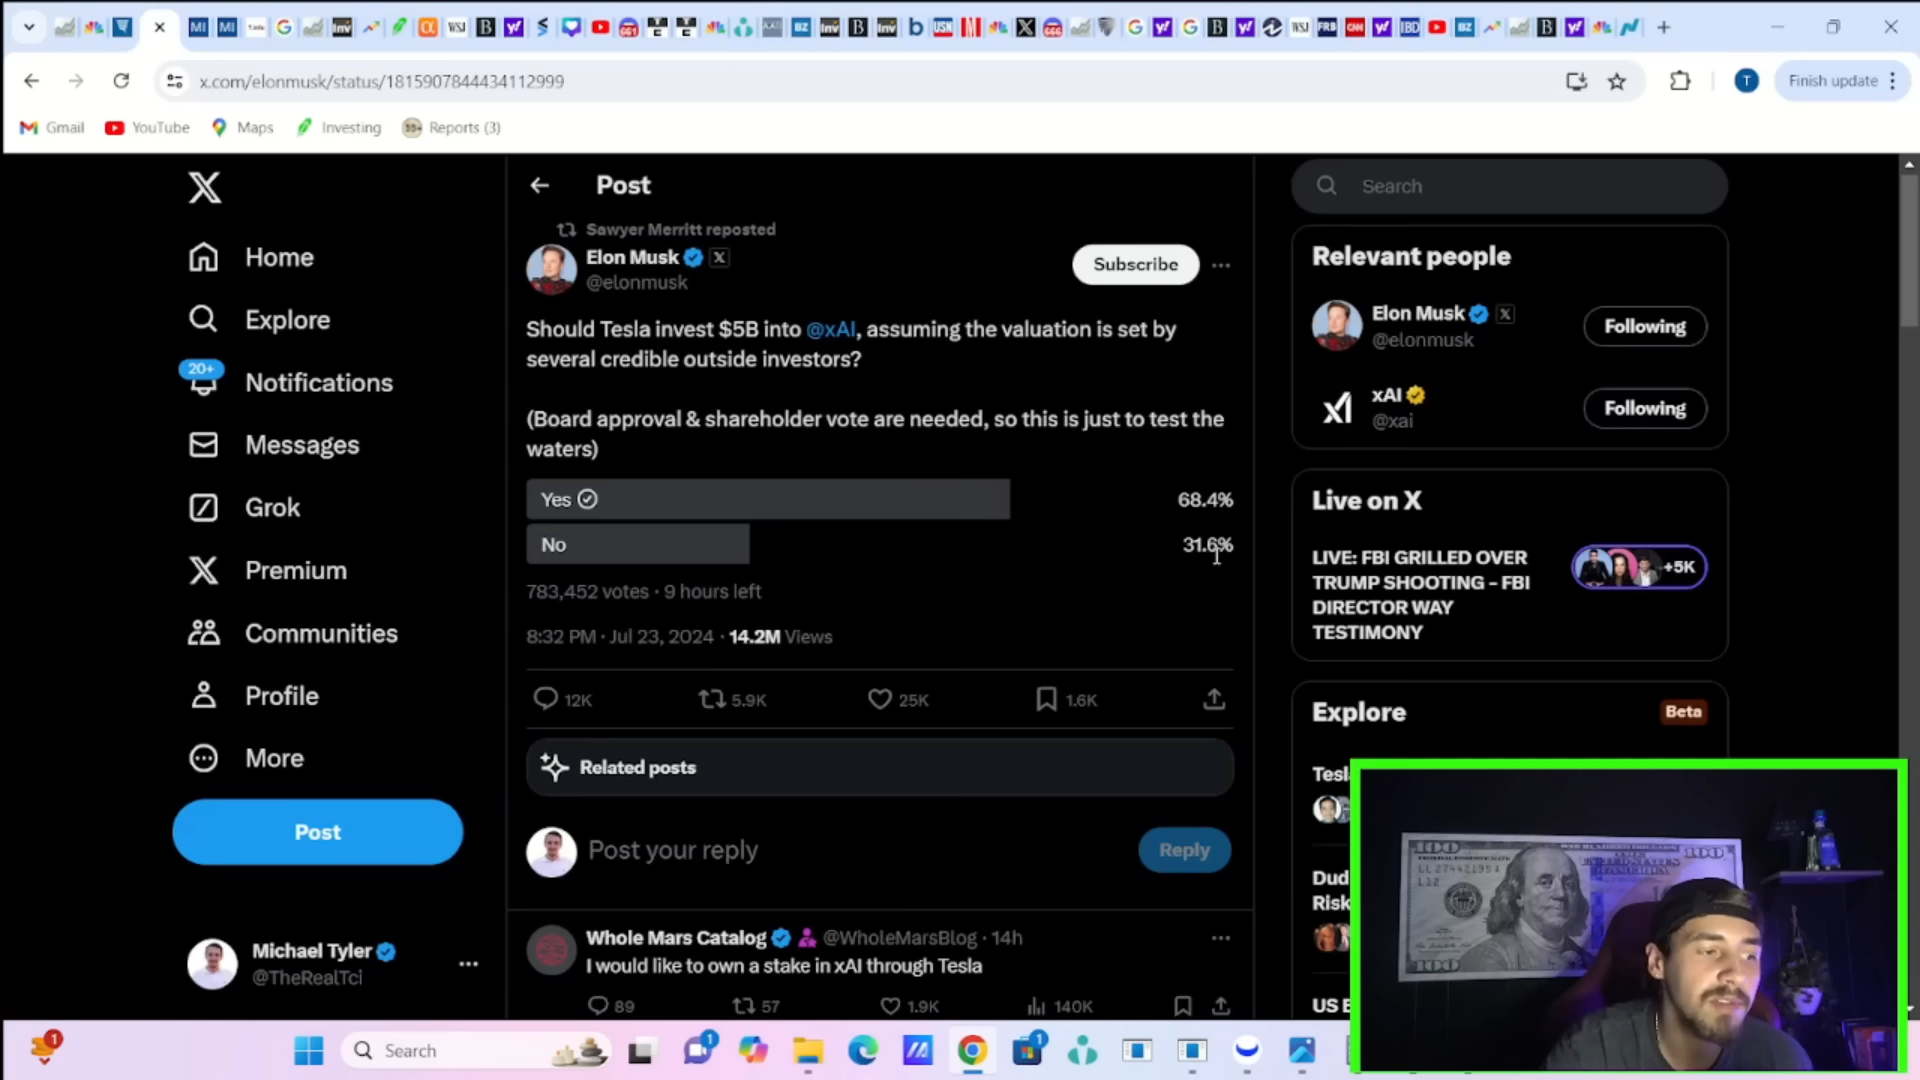 x.com/elonmusk/status/1815907844434112999
Finish update
Gmail
YouTube
Maps
Investing
Reports (3)
Post
Search
Sawyer Merritt reposted
Elon Musk
@elonmusk
Subscribe
Should Tesla invest $5B into @xAI, assuming the valuation is set by
several credible outside investors?
(Board approval & shareholder vote are needed, so this is just to test the
waters)
Yes 68.4%
No 31.6%
783,452 votes · 9 hours left
8:32 PM · Jul 23, 2024 · 14.2M Views
12K 5.9K 25K 1.6K
Related posts
Post your reply
Reply
Whole Mars Catalog @WholeMarsBlog · 14h
I would like to own a stake in xAI through Tesla
89 57 1.9K 140K
Home
Explore
20+
Notifications
Messages
Grok
Premium
Communities
Profile
More
Post
Michael Tyler
@TheRealTci
Relevant people
Elon Musk
@elonmusk
Following
xAI
@xai
Following
Live on X
LIVE: FBI GRILLED OVER
TRUMP SHOOTING – FBI
DIRECTOR WAY
TESTIMONY
+5K
Explore
Beta
Search